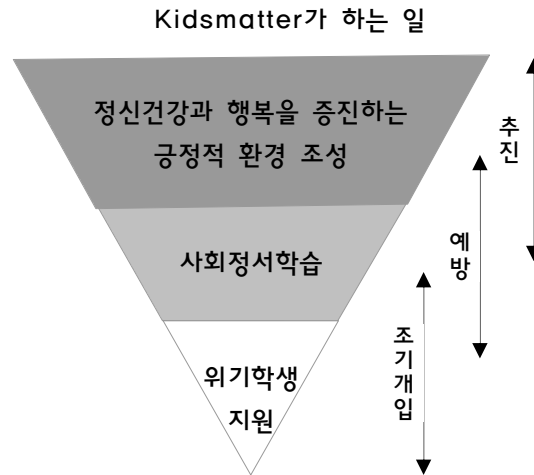 Kidsmatter가 하는 일
정신건강과 행복을 증진하는
긍정적 환경 조성
사회정서학습
위기학생
지원
추진
예방
조기개입